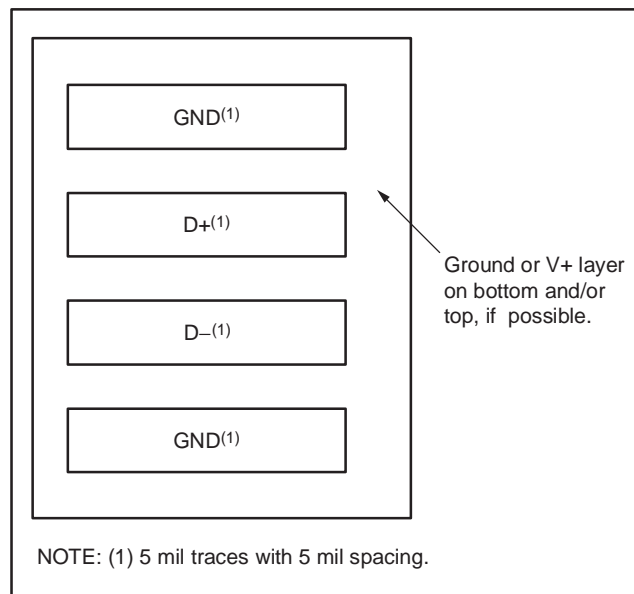 GND(1)
D+(1)
D−(1)
GND(1)
Ground or V+ layer
on bottom and/or
top, if possible.
NOTE: (1) 5 mil traces with 5 mil spacing.